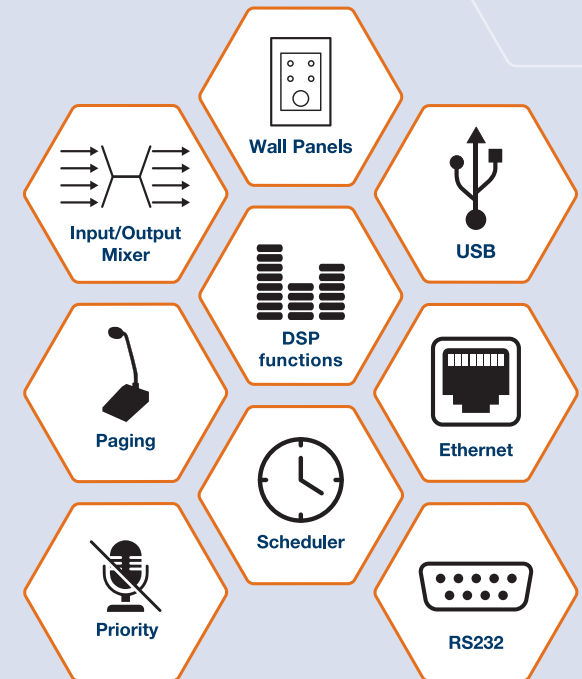 Wall Panels
Input/Output
Mixer
USB
DSP
functions
Paging
Ethernet
Scheduler
Priority
RS232